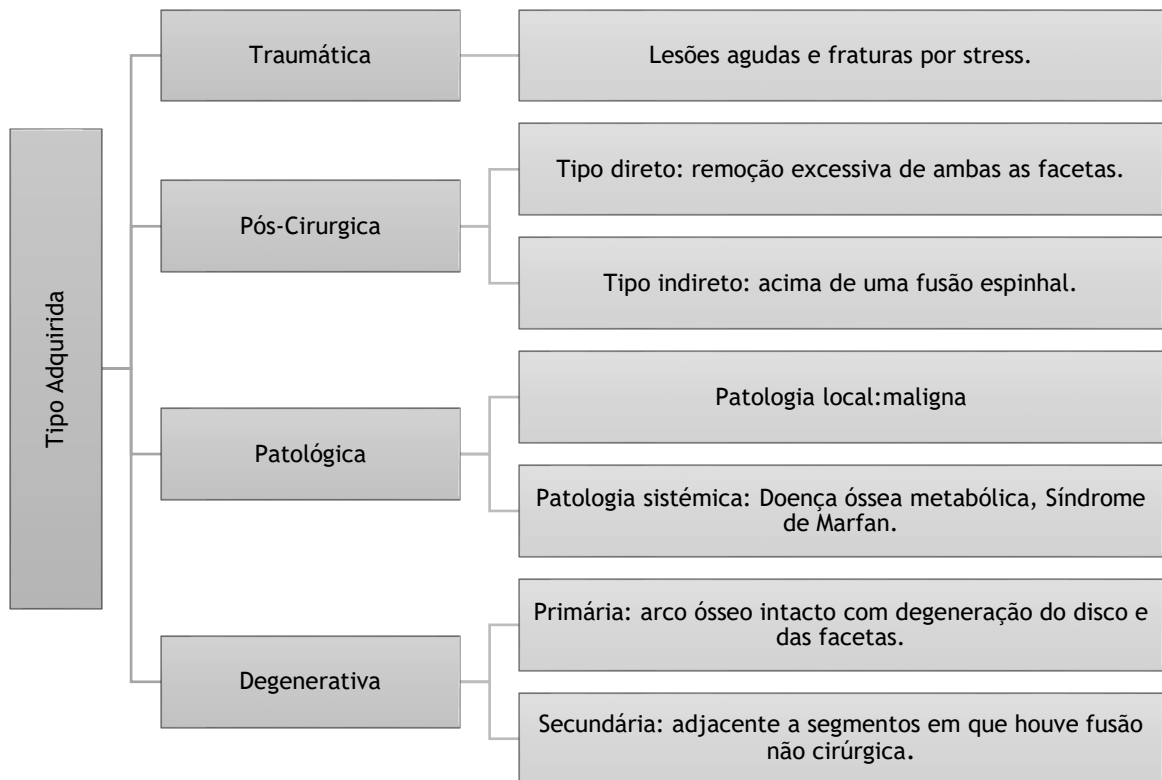 Tipo Adquirida
Traumática
Lesões agudas e fraturas por stress.
Pós-Cirurgica
Tipo direto: remoção excessiva de ambas as facetas.
Tipo indireto: acima de uma fusão espinhal.
Patológica
Patologia local:maligna
Patologia sistémica: Doença óssea metabólica, Síndrome
de Marfan.
Degenerativa
Primária: arco ósseo intacto com degeneração do disco e
das facetas.
Secundária: adjacente a segmentos em que houve fusão
não cirúrgica.